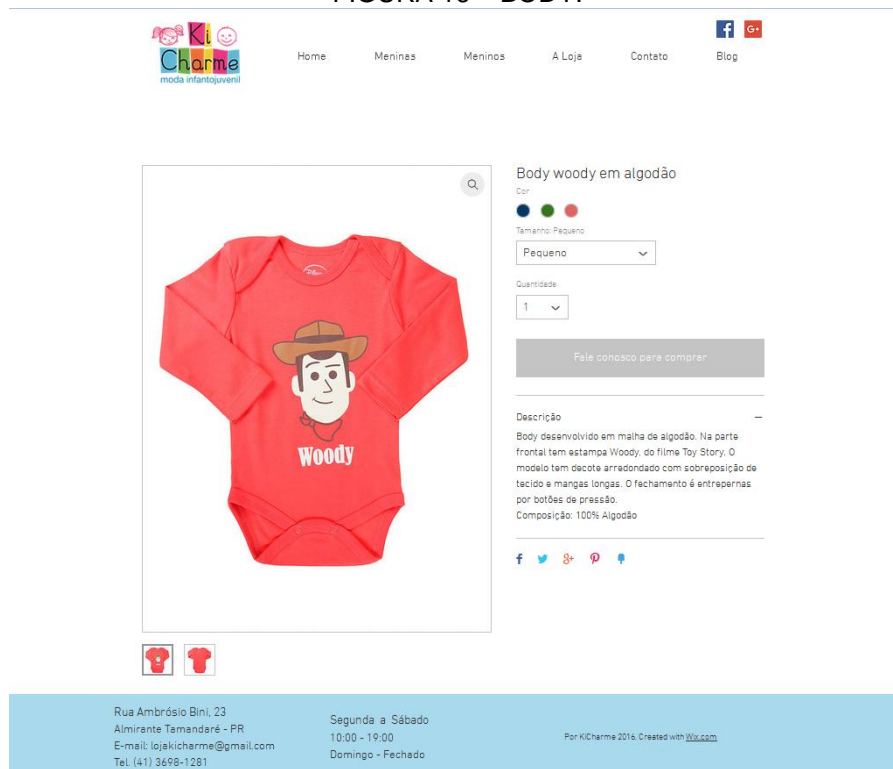 Ki
Charme
moda infantojuvenil
G+
Home Meninas Meninos A Loja Contato Blog
Body woody em algodão
Cor
Tamanho: Pequeno
Pequeno
Quantidade
1
Fale conosco para comprar
Woody
Descrição
Body desenvolvido em malha de algodão. Na parte
frontal tem estampa Woody, do filme Toy Story. O
modelo tem decote arredondado com sobreposição de
tecido e mangas longas. O fechamento é entrepernas
por botões de pressão.
Composição: 100% Algodão
Rua Ambrósio Bini, 23
Almirante Tamandaré - PR
E-mail: lojakicharme@gmail.com
Tel. (41) 3698-1281
Segunda a Sábado
10:00 - 19:00
Domingo - Fechado
Por KiCharme 2016. Created with Wix.com